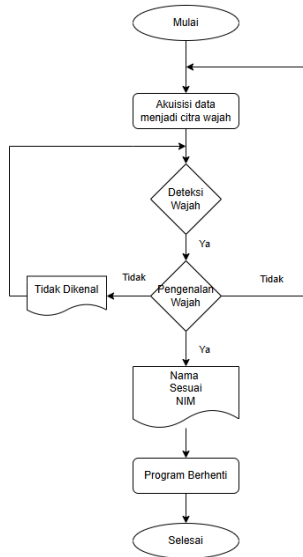 Mulai
Akuisisi data
menjadi citra wajah
Deteksi
Wajah
Ya
Tidak
Tidak
Tidak Dikenal
Pengenalan
Wajah
Ya
Nama
Sesuai
NIM
Program Berhenti
Selesai